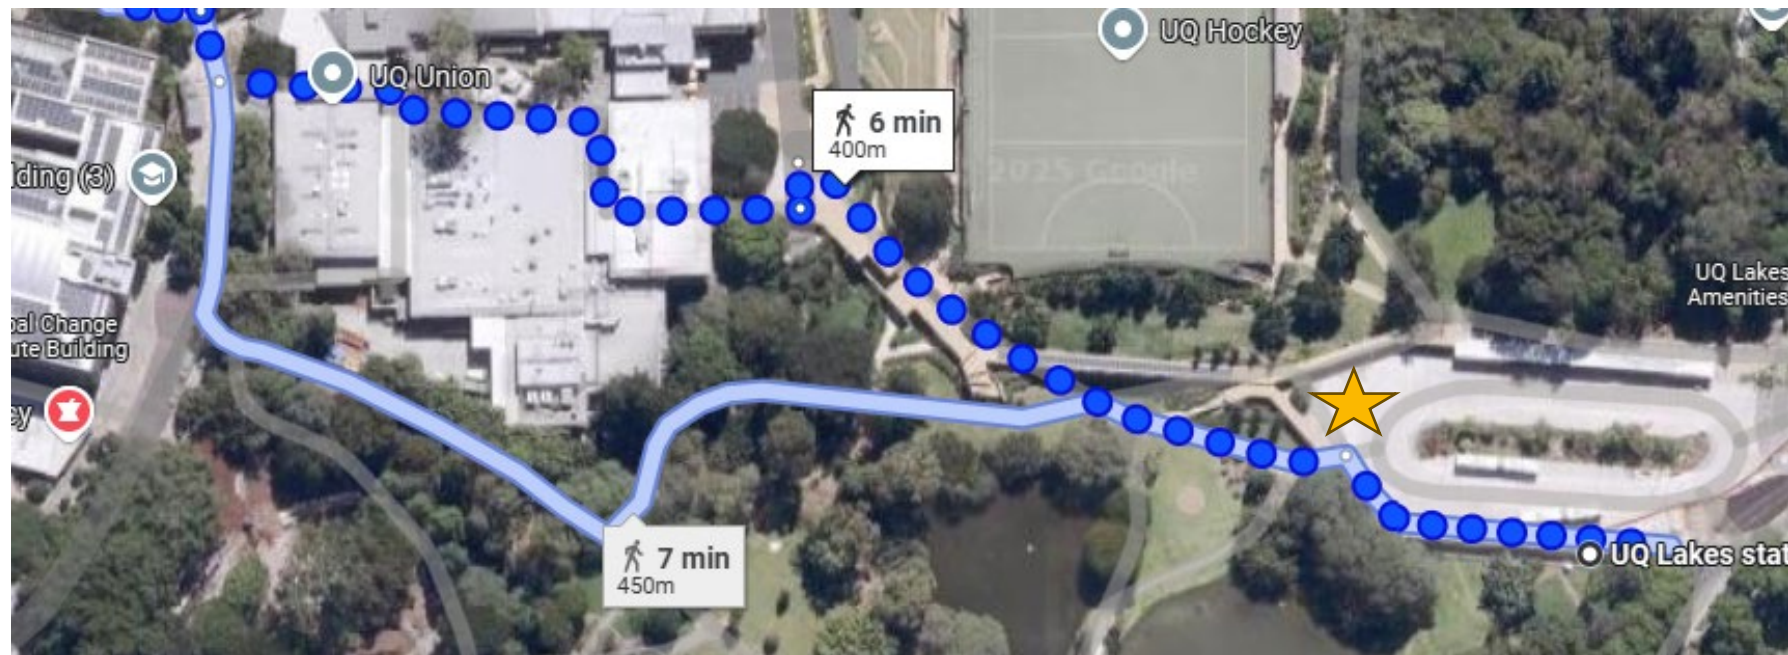 UQ Hockey
UQ Union
6 min
400m
2025 Google
lding (3)
UQ Lakes
Amenities
bal Change
ute Building
cy
7 min
450m
UQ Lakes stat